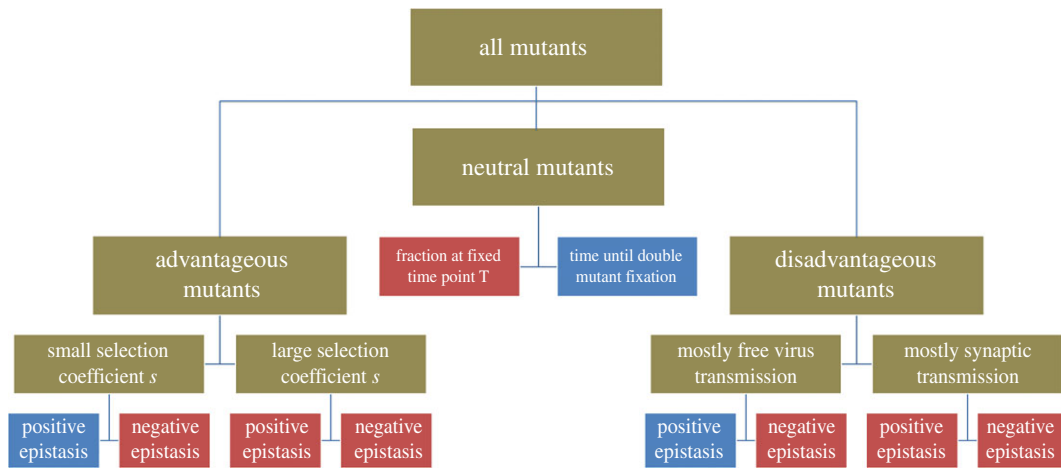 all mutants
neutral mutants
fraction at fixed
time point T
time until double
mutant fixation
advantageous
mutants
disadvantageous
mutants
small selection
coefficient s
large selection
coefficient s
mostly free virus
transmission
mostly synaptic
transmission
positive
epistasis
negative
epistasis
positive
epistasis
negative
epistasis
positive
epistasis
negative
epistasis
positive
epistasis
negative
epistasis